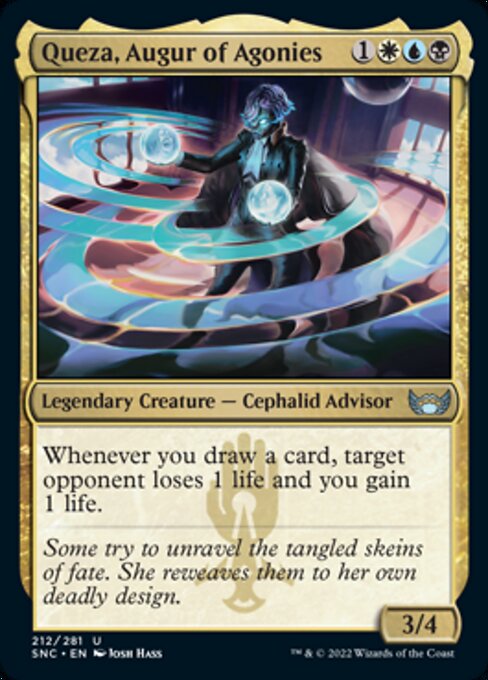 Queza, Augur of Agonies 1
Legendary Creature — Cephalid Advisor
Whenever you draw a card, target
opponent loses 1 life and you gain
1 life.
Some try to unravel the tangled skeins
of fate. She reweaves them to her own
deadly design.
3/4
212/281 U
SNC • EN Josh Hass
™ & © 2022 Wizards of the Coast